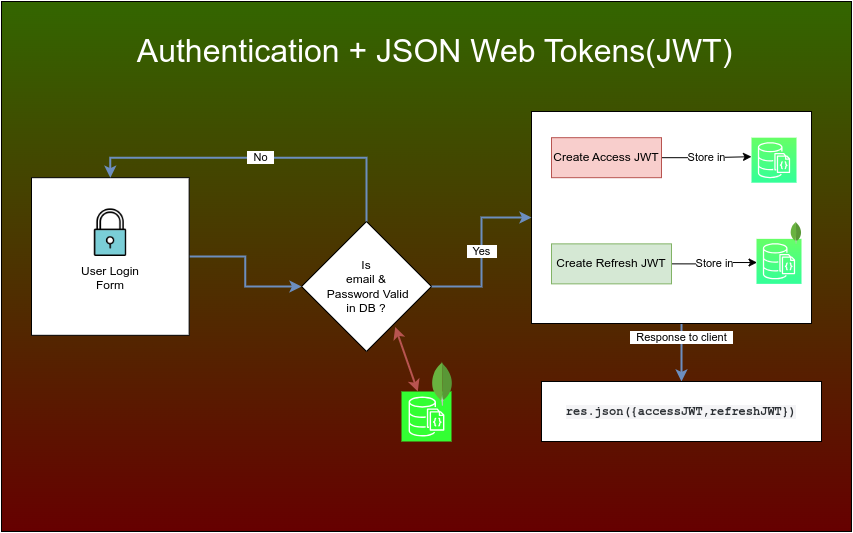 Authentication + JSON Web Tokens(JWT)
No
User Login
Form
Is
email &
Password Valid
in DB ?
Yes
Create Access JWT
Store in
Create Refresh JWT
Store in
Response to client
res.json({accessJWT,refreshJWT})